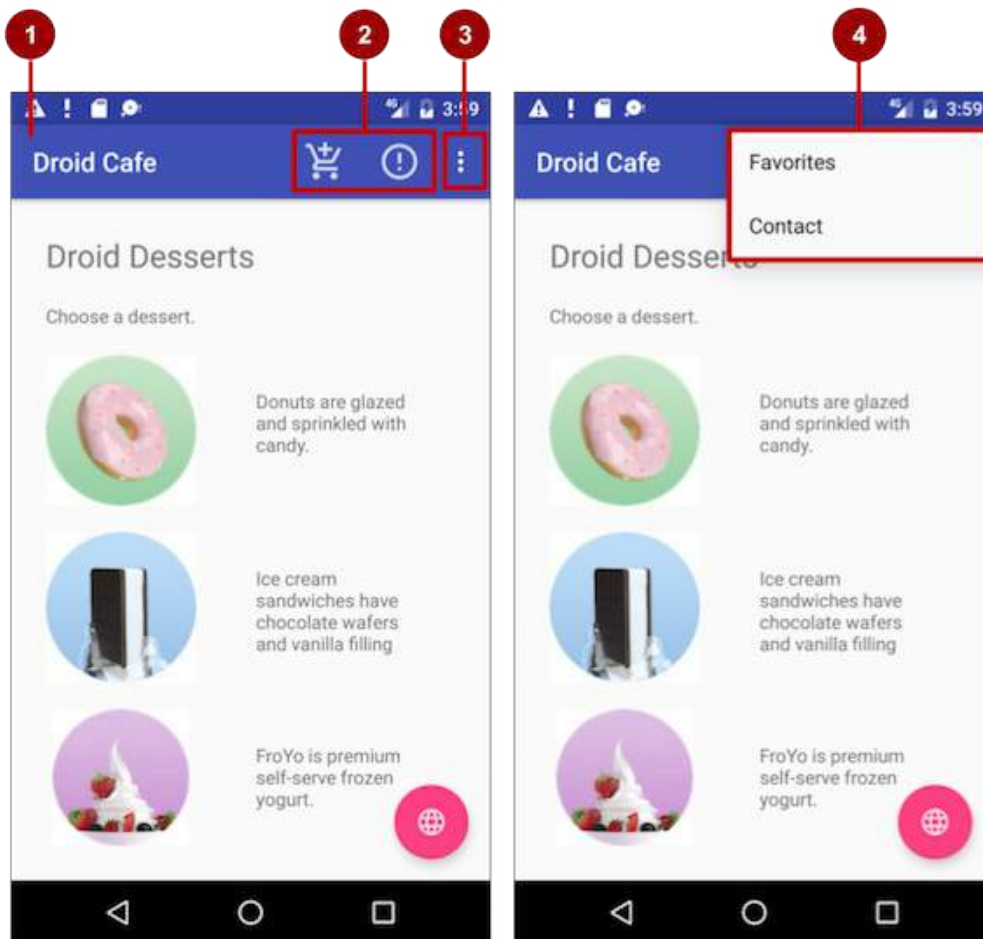 1
2
3
4
4G
3:59
Droid Cafe
Droid Desserts
Choose a dessert.
Donuts are glazed
and sprinkled with
candy.
Ice cream
sandwiches have
chocolate wafers
and vanilla filling
FroYo is premium
self-serve frozen
yogurt.
4G
3:59
Droid Cafe
Favorites
Contact
Droid Desserts
Choose a dessert.
Donuts are glazed
and sprinkled with
candy.
Ice cream
sandwiches have
chocolate wafers
and vanilla filling
FroYo is premium
self-serve frozen
yogurt.